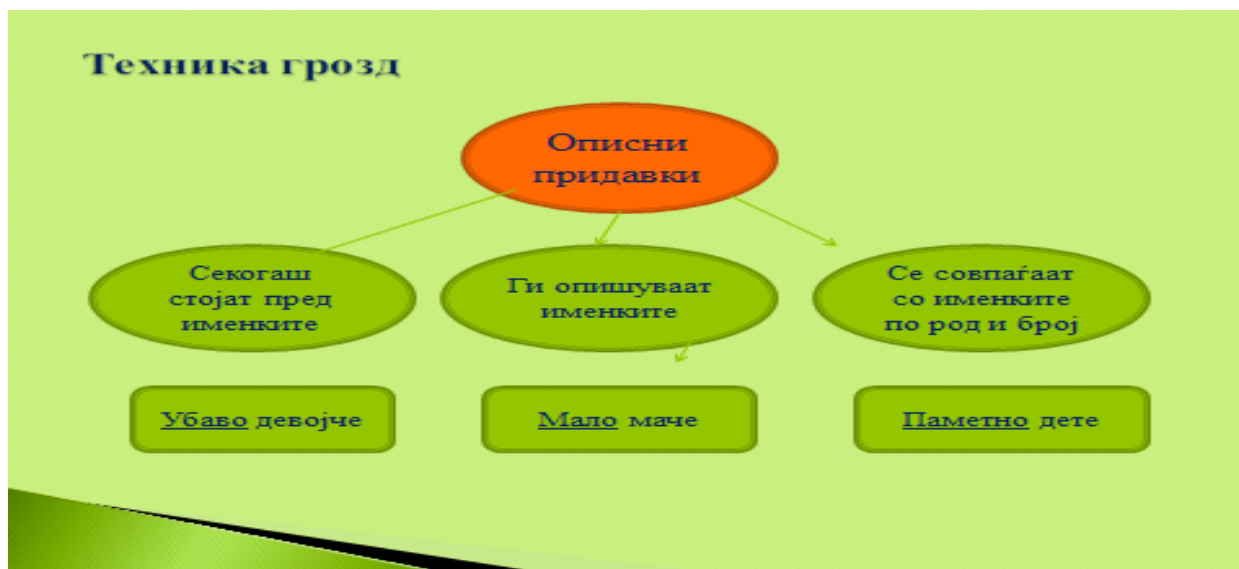 Техника грозд
Описни
придавки
Секогаш
стојат пред
именките
Ги опишуваат
именките
Се совпаѓаат
со именките
по род и број
Убаво девојче
Мало маче
Паметно дете